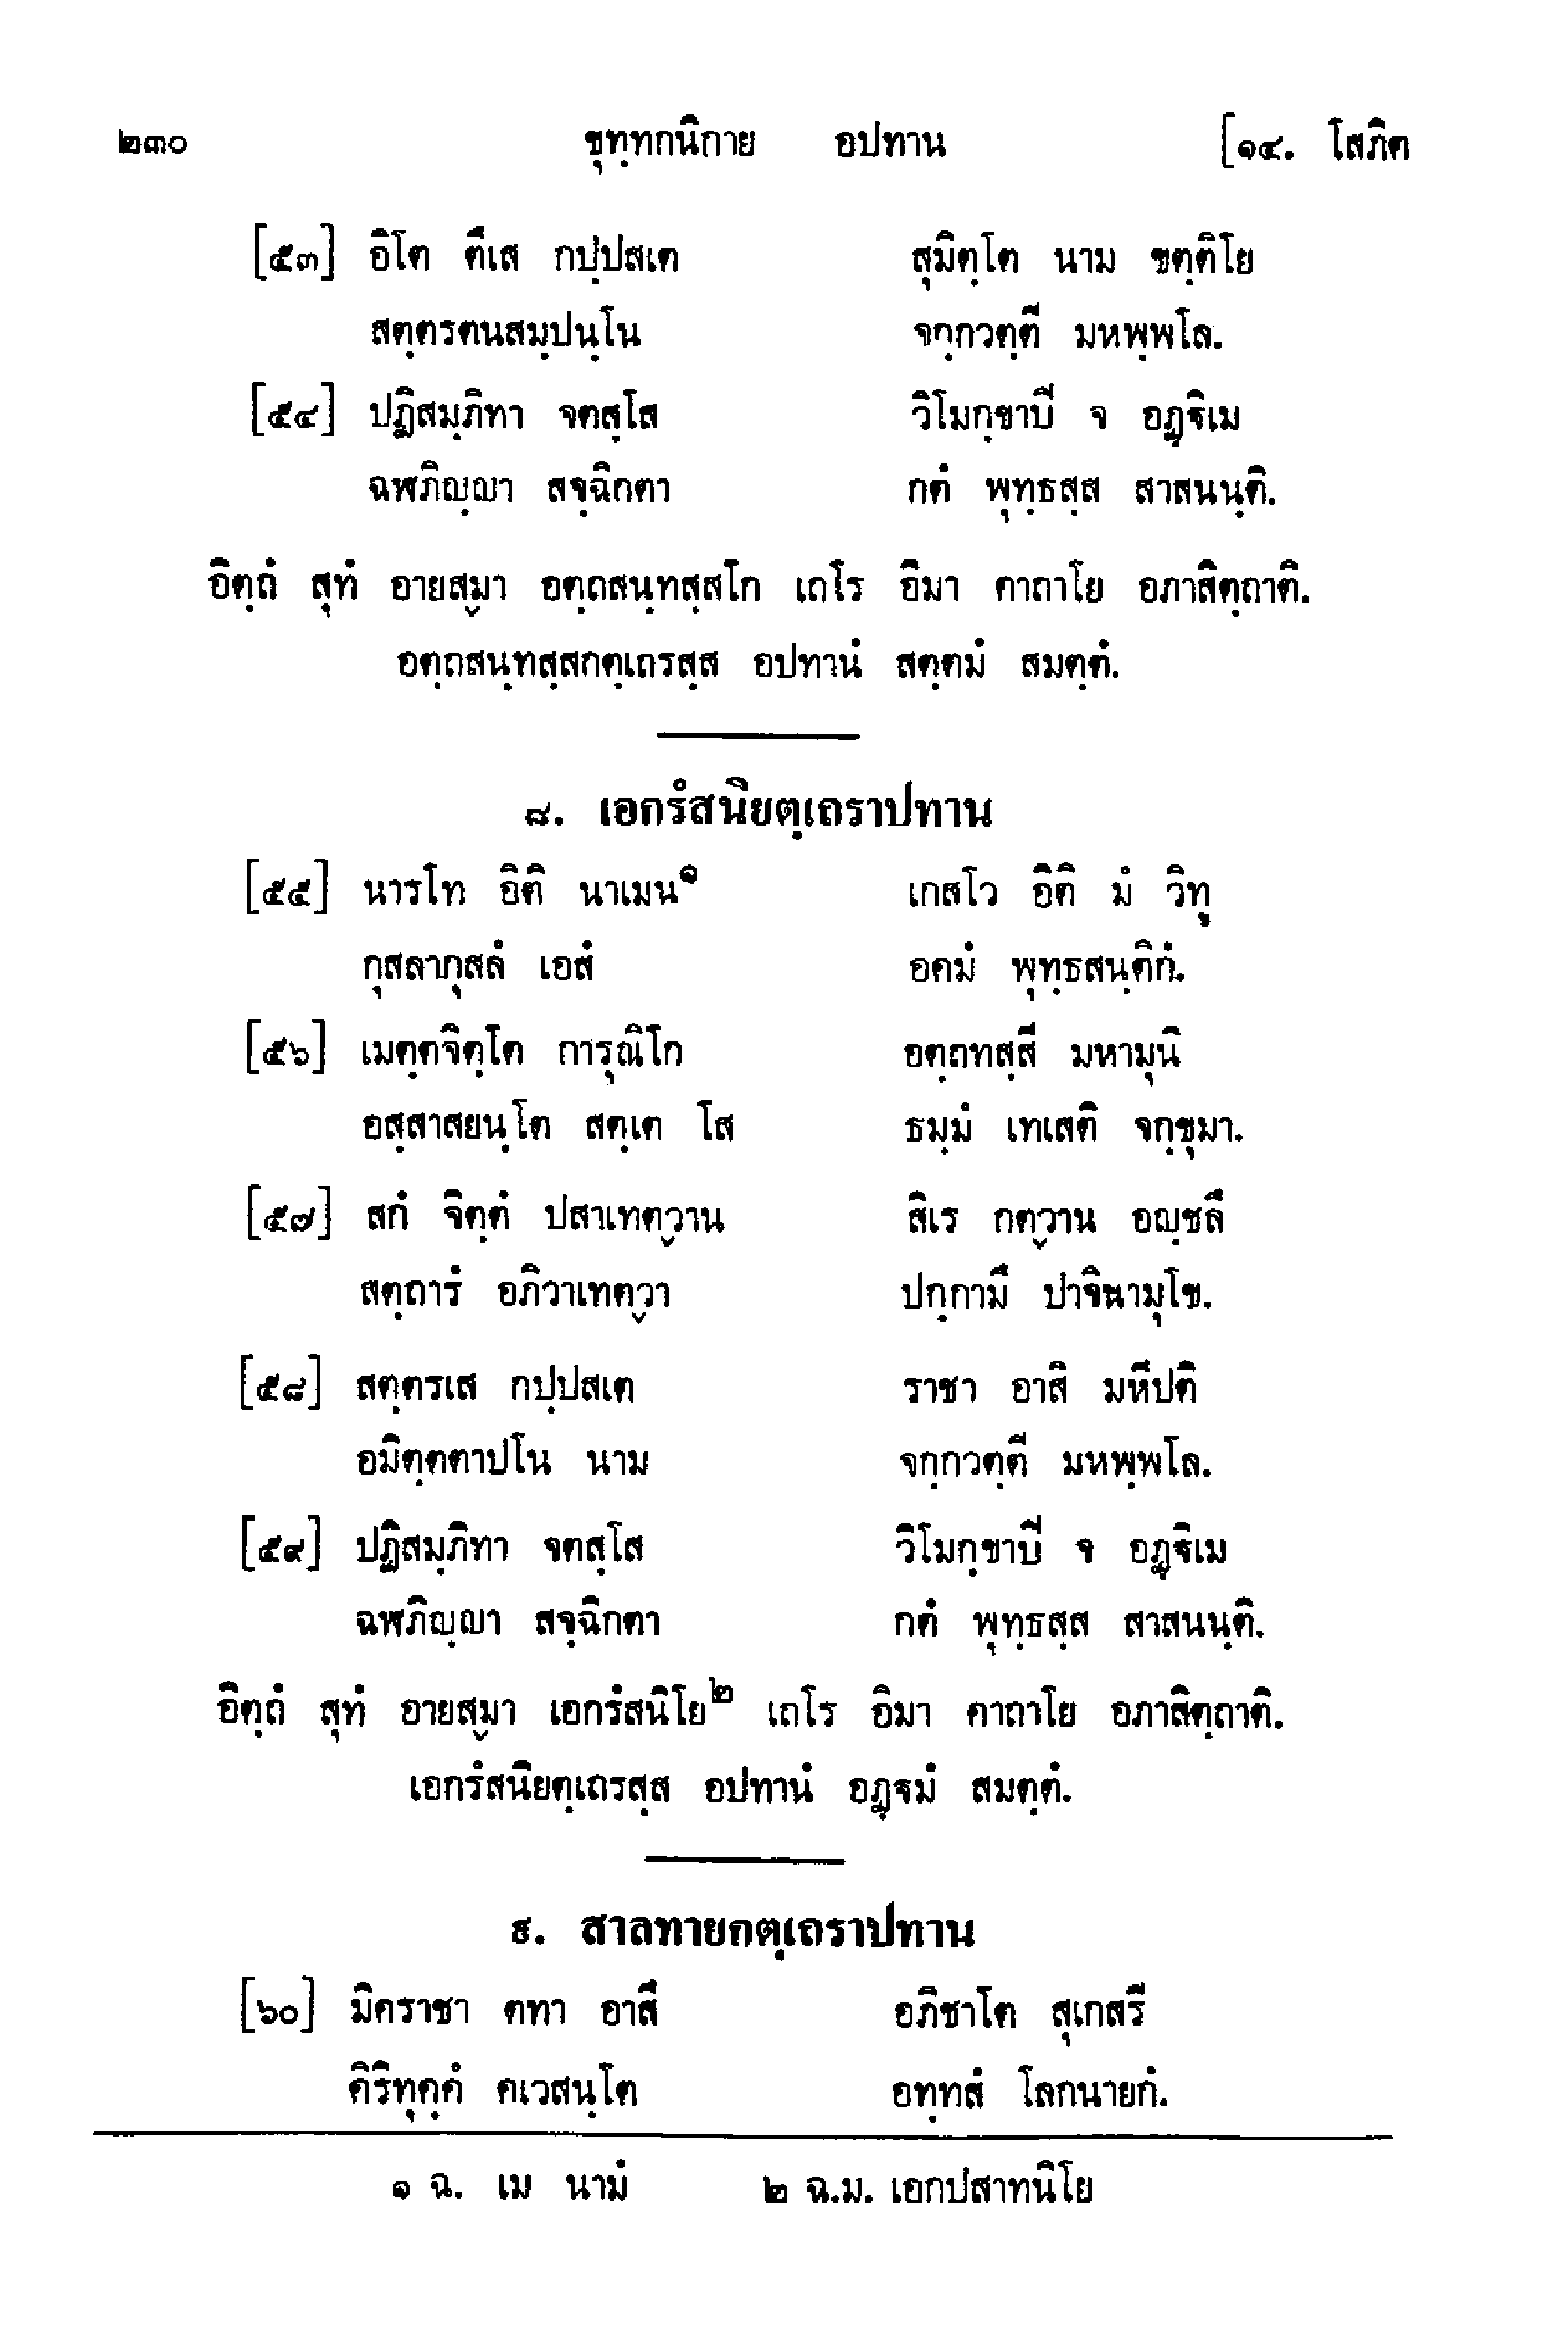 ๒๓๐ ขุทฺทกนิกาย อปทาน [๑๔. โสภิต
[๕๓] อิโต ตึเส กปฺปสเต สุมิตฺโต นาม ขตฺติโย
สตฺตรตนสมฺปนฺโน จกฺกวตฺตี มหพฺพโล.
[๕๔] ปฏิสมฺภิทา จตสฺโส วิโมกฺขาปี จ อฏฺฐิเม
ฉฬภิญฺญา สจฺฉิกตา กตํ พุทฺธสฺส สาสนนฺติ.
อิตฺถํ สุทํ อายสฺมา อตฺถสนฺทสฺสโก เถโร อิมา คาถาโย อภาสิตฺถาติ.
อตฺถสนฺทสฺสกตฺเถรสฺส อปทานํ สตฺตมํ สมตฺตํ.
๘. เอกรํสนิยตฺเถราปทาน
[๕๕] นารโท อิติ นาเมน๑ เกสโว อิติ มํ วิทู
กุสลากุสลํ เอสํ อคมํ พุทฺธสนฺติกํ.
[๕๖] เมตฺตจิตฺโต การุณิโก อตฺถทสฺสี มหามุนิ
อสฺสาสยนฺโต สตฺเต โส ธมฺมํ เทเสติ จกฺขุมา.
[๕๗] สกํ จิตฺตํ ปสาเทตฺวาน สิเร กตฺวาน อญฺชลึ
สตฺถารํ อภิวาเทตฺวา ปกฺกามึ ปาจินามุโข.
[๕๘] สตฺตรเส กปฺปสเต ราชา อาสิ มหีปติ
อมิตฺตตาปโน นาม จกฺกวตฺตี มหพฺพโล.
[๕๙] ปฏิสมฺภิทา จตสฺโส วิโมกฺขาปี จ อฏฺฐิเม
ฉฬภิญฺญา สจฺฉิกตา กตํ พุทฺธสฺส สาสนนฺติ.
อิตฺถํ สุทํ อายสฺมา เอกรํสนิโย๒ เถโร อิมา คาถาโย อภาสิตฺถาติ.
เอกรํสนิยตฺเถรสฺส อปทานํ อฏฺฐมํ สมตฺตํ.
๙. สาลทายกตฺเถราปทาน
[๖๐] มิคราชา ตทา อาสึ อภิชาโต สุเกสรี
คิริทุคฺคํ คเวสนฺโต อทฺทสํ โลกนายกํ.
๑ ฉ. เม นามํ ๒ ฉ.ม. เอกปสาทนิโย